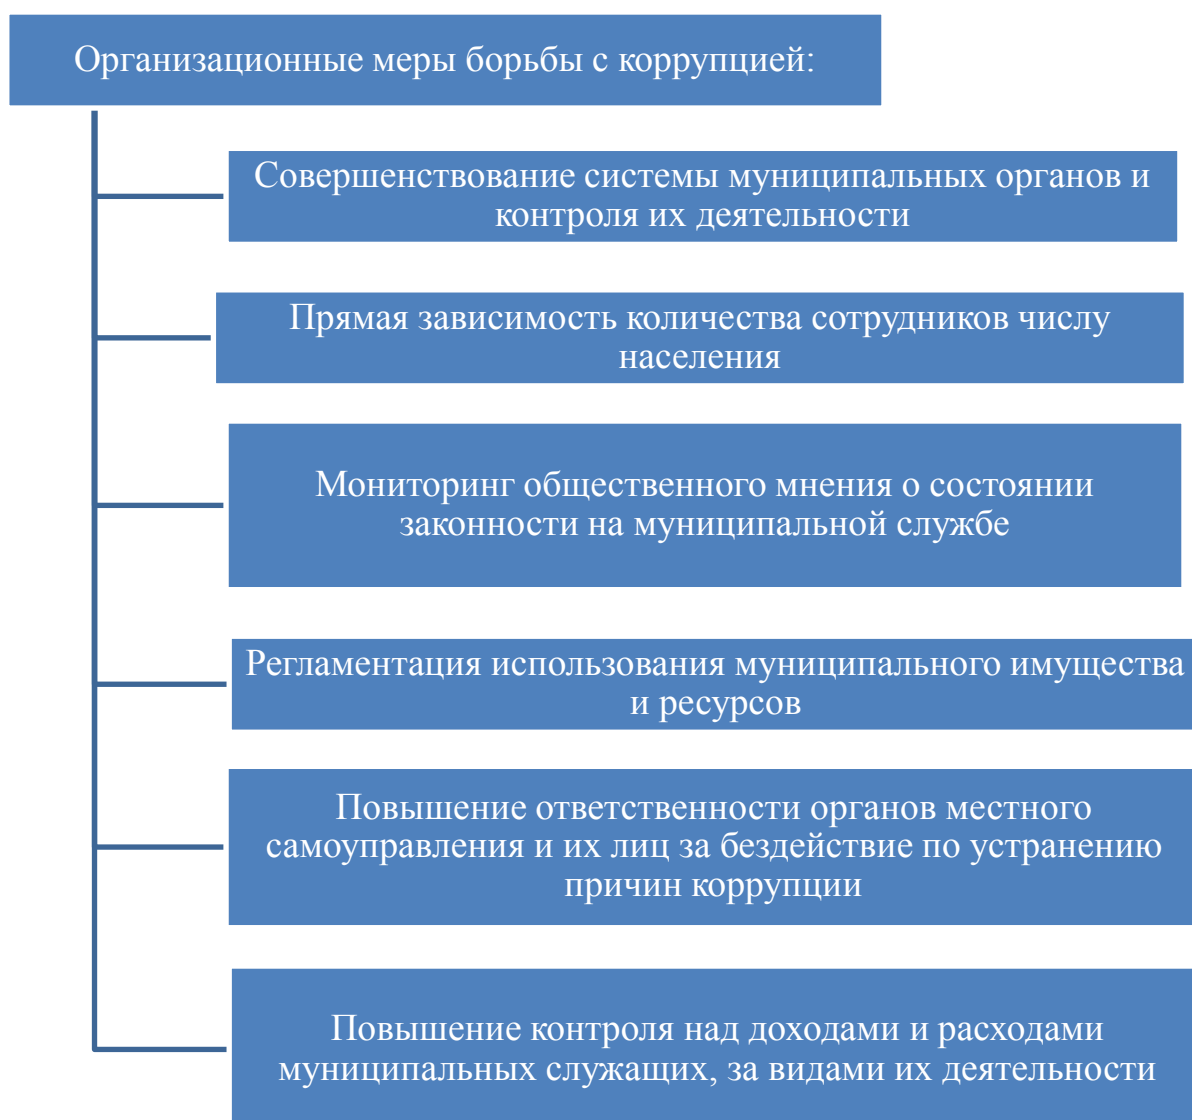 Организационные меры борьбы с коррупцией:
Совершенствование системы муниципальных органов и
контроля их деятельности
Прямая зависимость количества сотрудников числу
населения
Мониторинг общественного мнения о состоянии
законности на муниципальной службе
Регламентация использования муниципального имущества
и ресурсов
Повышение ответственности органов местного
самоуправления и их лиц за бездействие по устранению
причин коррупции
Повышение контроля над доходами и расходами
муниципальных служащих, за видами их деятельности